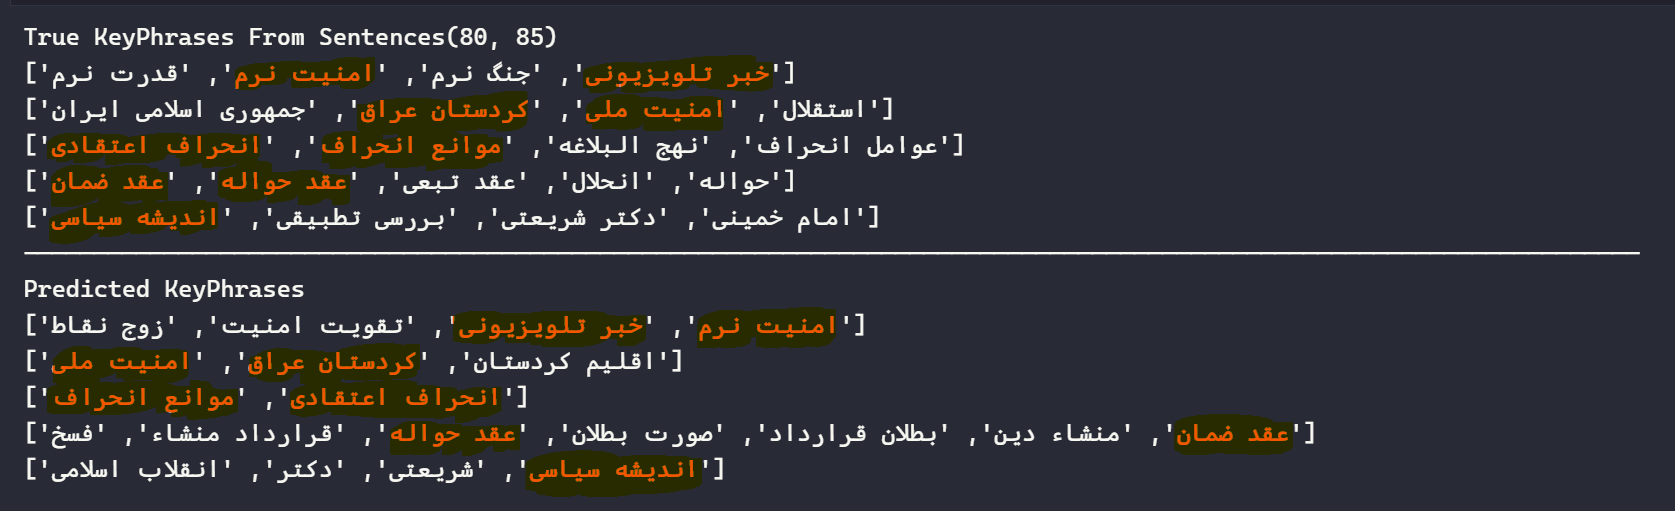 True KeyPhrases From Sentences(80, 85)
['خبر تلویزیونی', 'جنگ نرم', 'امنیت نرم', 'قدرت نرم']
['استقلال', 'امنیت ملی', 'کردستان عراق', 'جمهوری اسلامی ایران']
['عوامل انحراف', 'نهج البلاغه', 'موانع انحراف', 'انحراف اعتقادی']
['حواله', 'انحلال', 'عقد تبعی', 'عقد حواله', 'عقد ضمان']
['امام خمینی', 'دکتر شریعتی', 'بررسی تطبیقی', 'اندیشه سیاسی']
Predicted KeyPhrases
['امنیت نرم', 'خبر تلویزیونی', 'تقویت امنیت', 'زوج نقاط']
['اقلیم کردستان', 'کردستان عراق', 'امنیت ملی']
['انحراف اعتقادی', 'موانع انحراف']
['عقد ضمان', 'منشاء دین', 'بطلان قرارداد', 'صورت بطلان', 'عقد حواله', 'قرارداد منشاء', 'فسخ']
['اندیشه سیاسی', 'شریعتی', 'دکتر', 'انقلاب اسلامی']